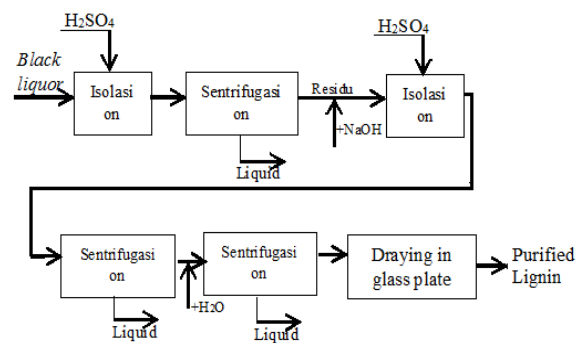 H₂SO₄
H₂SO₄
Black
liquor
Isolasi
on
Sentrifugasi
on
Residu
+NaOH
Isolasi
on
Liquid
Sentrifugasi
on
+H₂O
Sentrifugasi
on
Draying in
glass plate
Purified
Lignin
Liquid
Liquid